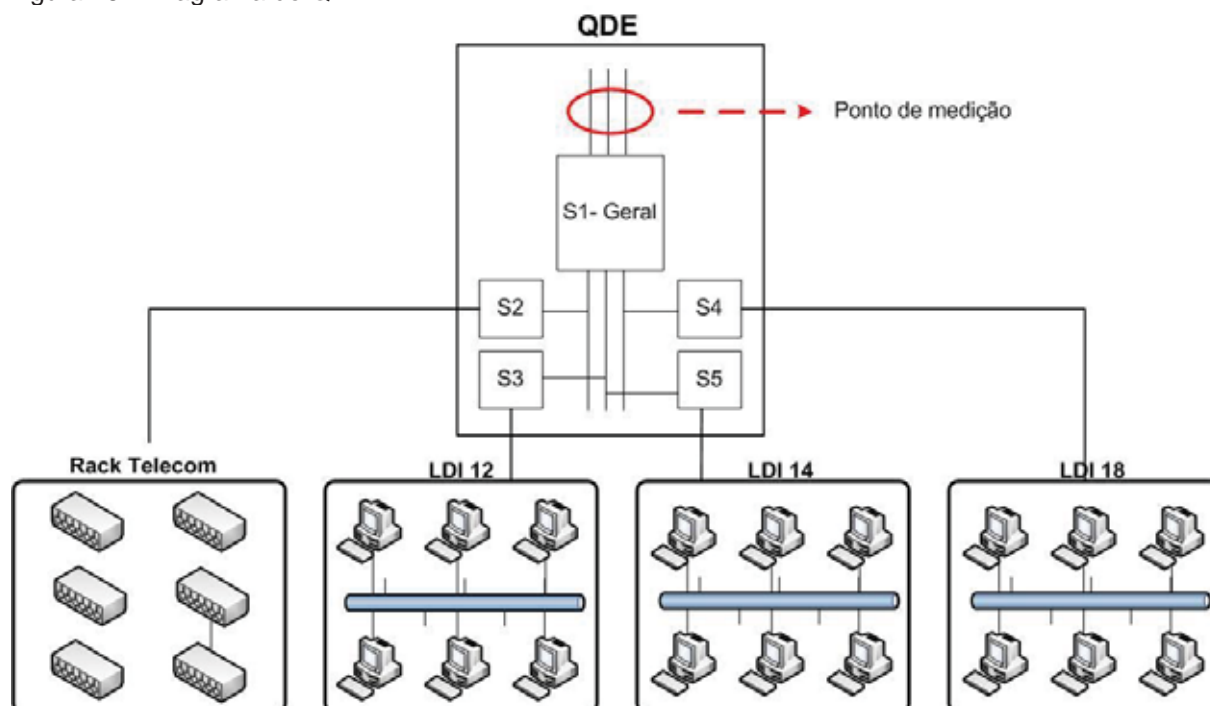 QDE
Ponto de medição
S1- Geral
S2
S4
S3
S5
Rack Telecom
LDI 12
LDI 14
LDI 18